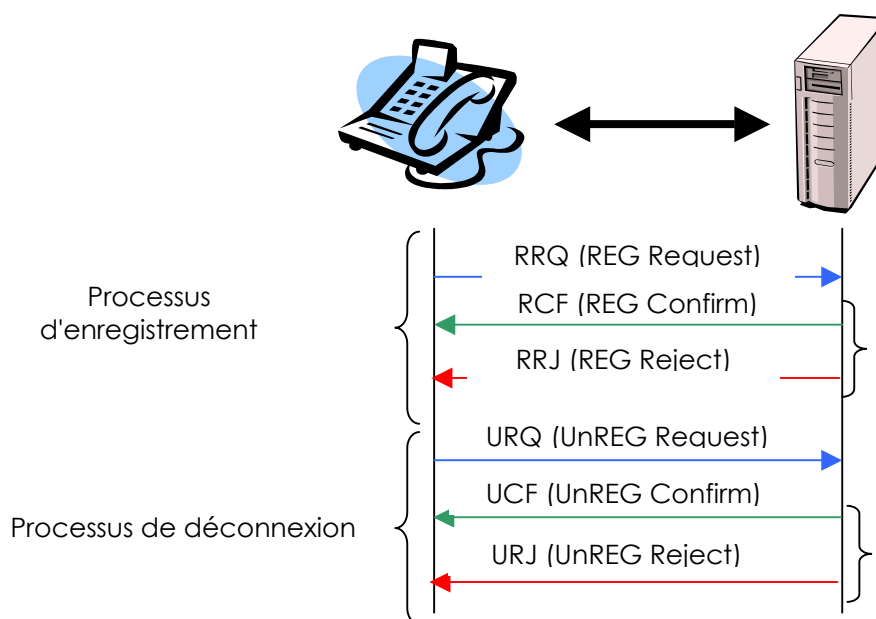 RRQ (REG Request)
Processus
d'enregistrement
RCF (REG Confirm)
RRJ (REG Reject)
URQ (UnREG Request)
Processus de déconnexion
UCF (UnREG Confirm)
URJ (UnREG Reject)